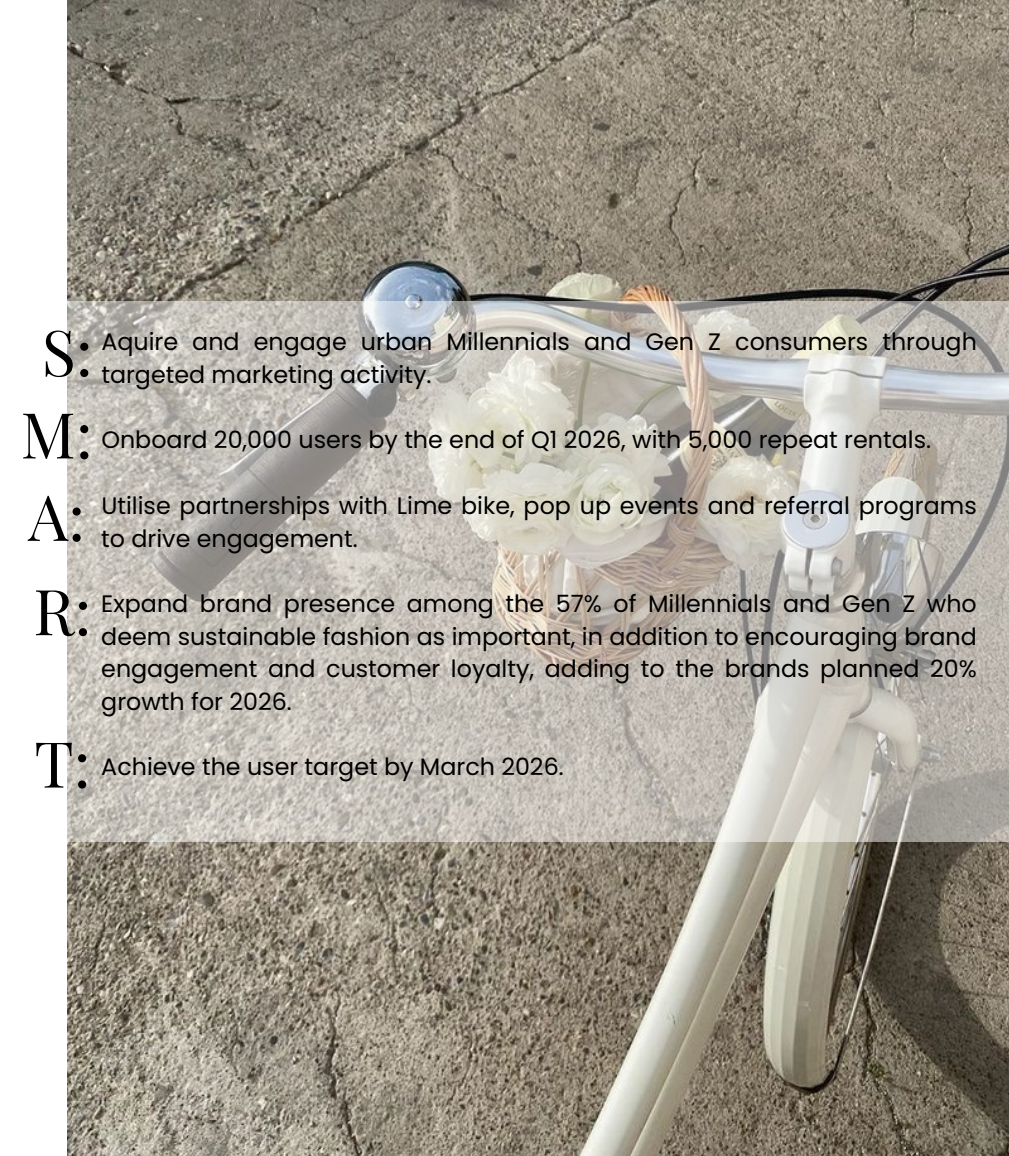 S: Aquire and engage urban Millennials and Gen Z consumers through
targeted marketing activity.
M: Onboard 20,000 users by the end of Q1 2026, with 5,000 repeat rentals.
A: Utilise partnerships with Lime bike, pop up events and referral programs
to drive engagement.
R: Expand brand presence among the 57% of Millennials and Gen Z who
deem sustainable fashion as important, in addition to encouraging brand
engagement and customer loyalty, adding to the brands planned 20%
growth for 2026.
T: Achieve the user target by March 2026.